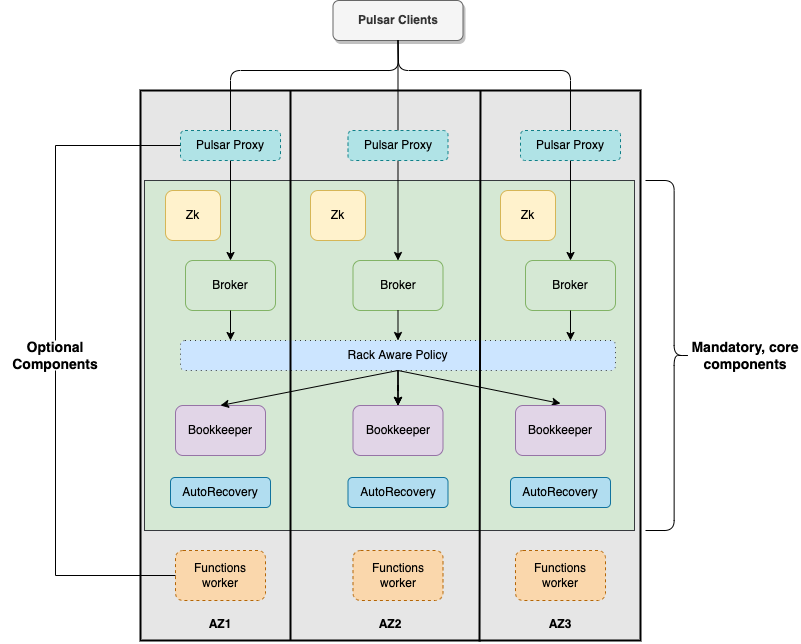 Pulsar Clients
Pulsar Proxy
Pulsar Proxy
Pulsar Proxy
Zk
Zk
Zk
Broker
Broker
Broker
Optional
Components
Rack Aware Policy
Mandatory, core
components
Bookkeeper
Bookkeeper
Bookkeeper
AutoRecovery
AutoRecovery
AutoRecovery
Functions
worker
Functions
worker
Functions
worker
AZ1
AZ2
AZ3